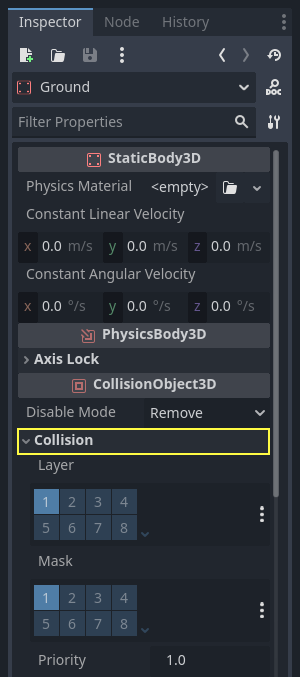 Inspector Node History
Ground DOC
Filter Properties
StaticBody3D
Physics Material <empty>
Constant Linear Velocity
x 0.0 m/s y 0.0 m/s z 0.0 m/s
Constant Angular Velocity
x 0.0 °/s y 0.0 °/s z 0.0 °/s
PhysicsBody3D
Axis Lock
CollisionObject3D
Disable Mode Remove
Collision
Layer
1 2 3 4
5 6 7 8
Mask
1 2 3 4
5 6 7 8
Priority 1.0